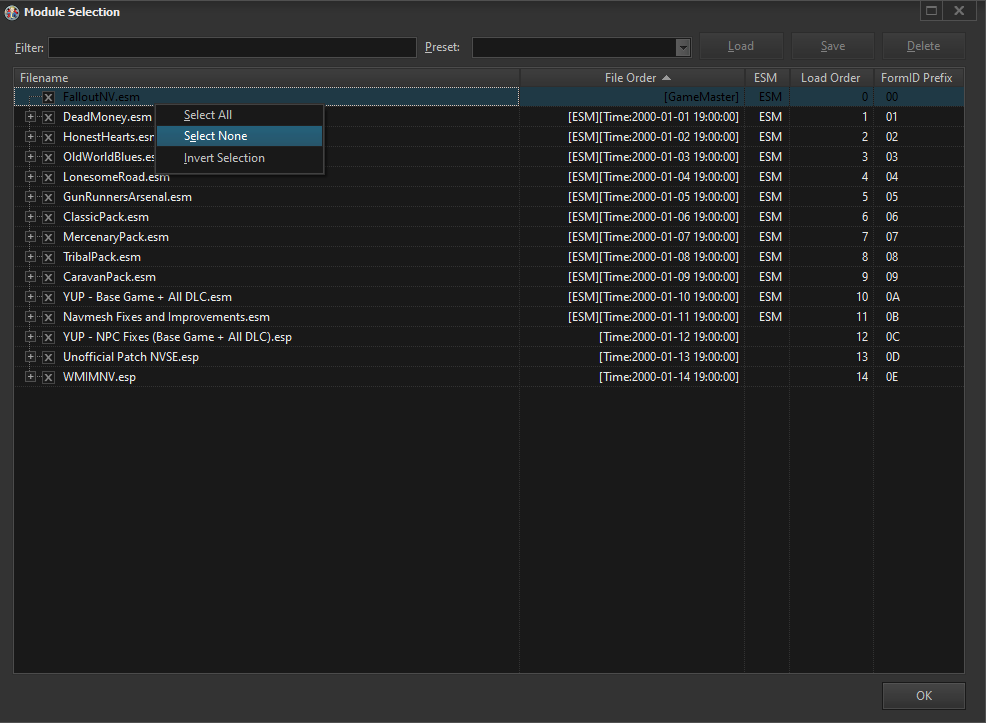 Module Selection
Filter: Preset: Load Save Delete
Filename File Order ESM Load Order FormID Prefix
FalloutNV.esm [GameMaster] ESM 0 00
DeadMoney.esm [ESM][Time:2000-01-01 19:00:00] ESM 1 01
HonestHearts.es [ESM][Time:2000-01-02 19:00:00] ESM 2 02
OldWorldBlues.es [ESM][Time:2000-01-03 19:00:00] ESM 3 03
LonesomeRoad.esm [ESM][Time:2000-01-04 19:00:00] ESM 4 04
GunRunnersArsenal.esm [ESM][Time:2000-01-05 19:00:00] ESM 5 05
ClassicPack.esm [ESM][Time:2000-01-06 19:00:00] ESM 6 06
MercenaryPack.esm [ESM][Time:2000-01-07 19:00:00] ESM 7 07
TribalPack.esm [ESM][Time:2000-01-08 19:00:00] ESM 8 08
CaravanPack.esm [ESM][Time:2000-01-09 19:00:00] ESM 9 09
YUP - Base Game + All DLC.esm [ESM][Time:2000-01-10 19:00:00] ESM 10 0A
Navmesh Fixes and Improvements.esm [ESM][Time:2000-01-11 19:00:00] ESM 11 0B
YUP - NPC Fixes (Base Game + All DLC).esp [Time:2000-01-12 19:00:00] 12 0C
Unofficial Patch NVSE.esp [Time:2000-01-13 19:00:00] 13 0D
WMIMNV.esp [Time:2000-01-14 19:00:00] 14 0E
Select All
Select None
Invert Selection
OK